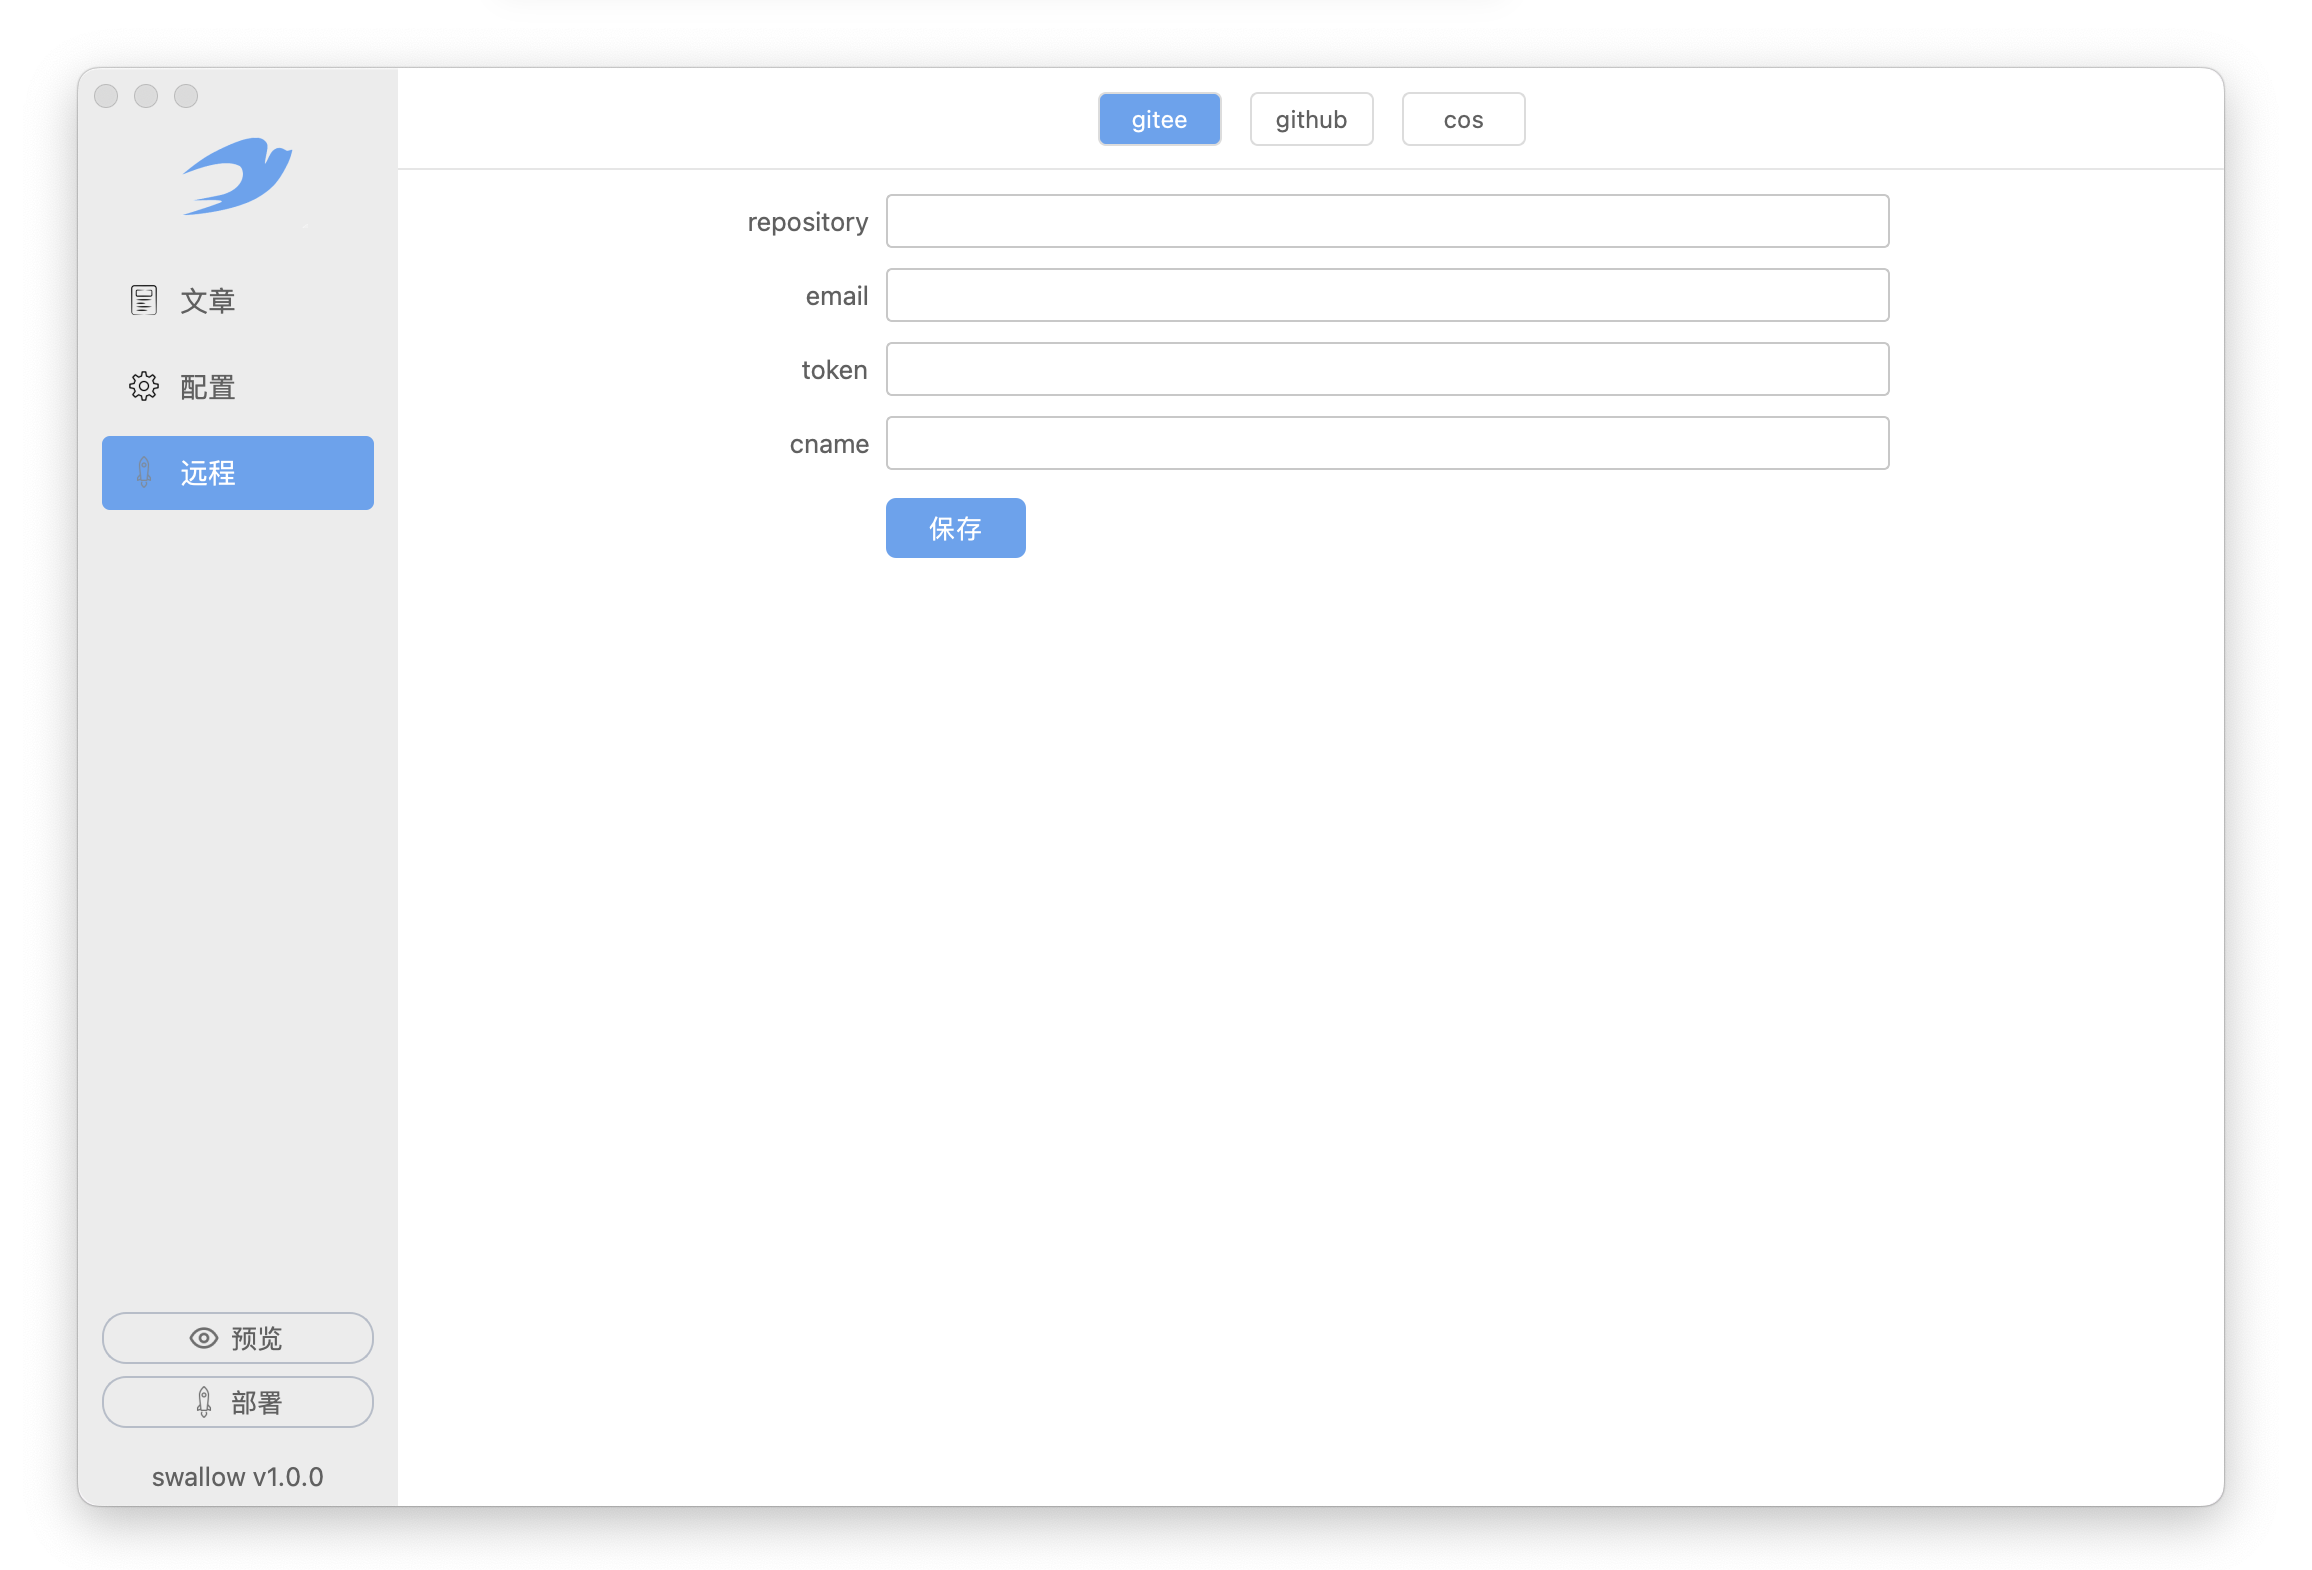 文章
配置
远程
预览
部署
swallow v1.0.0
gitee
github
cos
repository
email
token
cname
保存